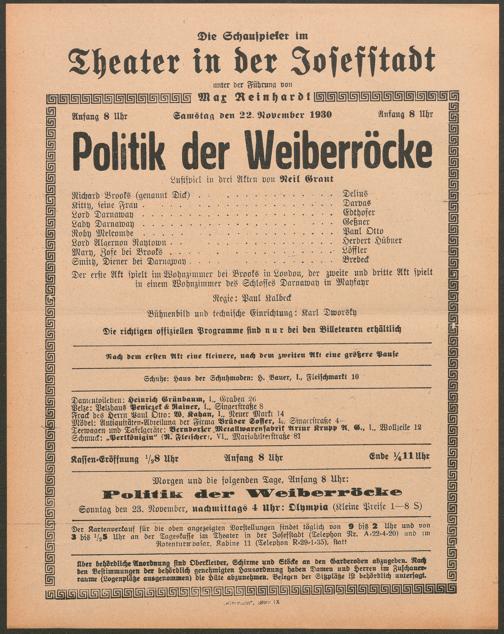 Die Schauspieler im
Theater in der Josefstadt
unter der Führung von
Max Reinhardt
Anfang 8 Uhr Samstag den 22. November 1930 Anfang 8 Uhr
Politik der Weiberröcke
Lustspiel in drei Akten von Neil Grant
Richard Brooks (genannt Dick) Delius
Kitty, seine Frau Darvas
Lord Darnaway Edthofer
Lady Darnaway Geßner
Roby Melcombe Paul Otto
Lord Algernon Raytown Herbert Hübner
Mary, Zofe bei Brooks Löffler
Smith, Diener bei Darnaway Brebeck
Der erste Akt spielt im Wohnzimmer bei Brooks in London, der zweite und dritte Akt spielt
in einem Wohnzimmer des Schlosses Darnaway in Mayfayr
Regie: Paul Kalbeck
Bühnenbild und technische Einrichtung: Karl Dworsky
Die richtigen offiziellen Programme sind nur bei den Billeteuren erhältlich
Nach dem ersten Akt eine kleinere, nach dem zweiten Akt eine größere Pause
Schuhe: Haus der Schuhmoden: H. Bauer, I., Fleischmarkt 16
Damentoiletten: Heinrich Grünbaum, I., Graben 26
Pelze: Pelzhaus Penizek & Rainer, I., Singerstraße 8
Frack des Herrn Paul Otto: W. Kahan, I., Neuer Markt 14
Möbel: Antiquitäten-Abteilung der Firma Brüder Soffer, I., Singerstraße 4
Teewagen und Tafelgeräte: Berndorfer Metallwarenfabrik Artur Krupp A. G., I., Wollzeile 12
Schmuck: „Perlkönigin" (R. Fleischer), VI., Mariahilferstraße 81
Kassen-Eröffnung ½8 Uhr Anfang 8 Uhr Ende ¼11 Uhr
Morgen und die folgenden Tage, Anfang 8 Uhr:
Politik der Weiberröcke
Sonntag den 23. November, nachmittags 4 Uhr: Olympia (Kleine Preise 1—8 S)
Der Kartenverkauf für die oben angezeigten Vorstellungen findet täglich von 9 bis 2 Uhr und von
3 bis ½5 Uhr an der Tageskasse im Theater in der Josefstadt (Telephon Nr. A-22-4-20) und im
Rotenturmvorlage, Kabine 11 (Telephon R-29-1-35), statt
Über behördliche Anordnung sind Oberkleider, Schirme und Stöcke an den Garderoben abzugeben. Nach
den Bestimmungen der behördlich genehmigten Hausordnung haben Damen und Herren im Zuschauer-
raume (Logenplätze ausgenommen) die Hüte abzunehmen. Belegen der Sitzplätze ist behördlich untersagt.